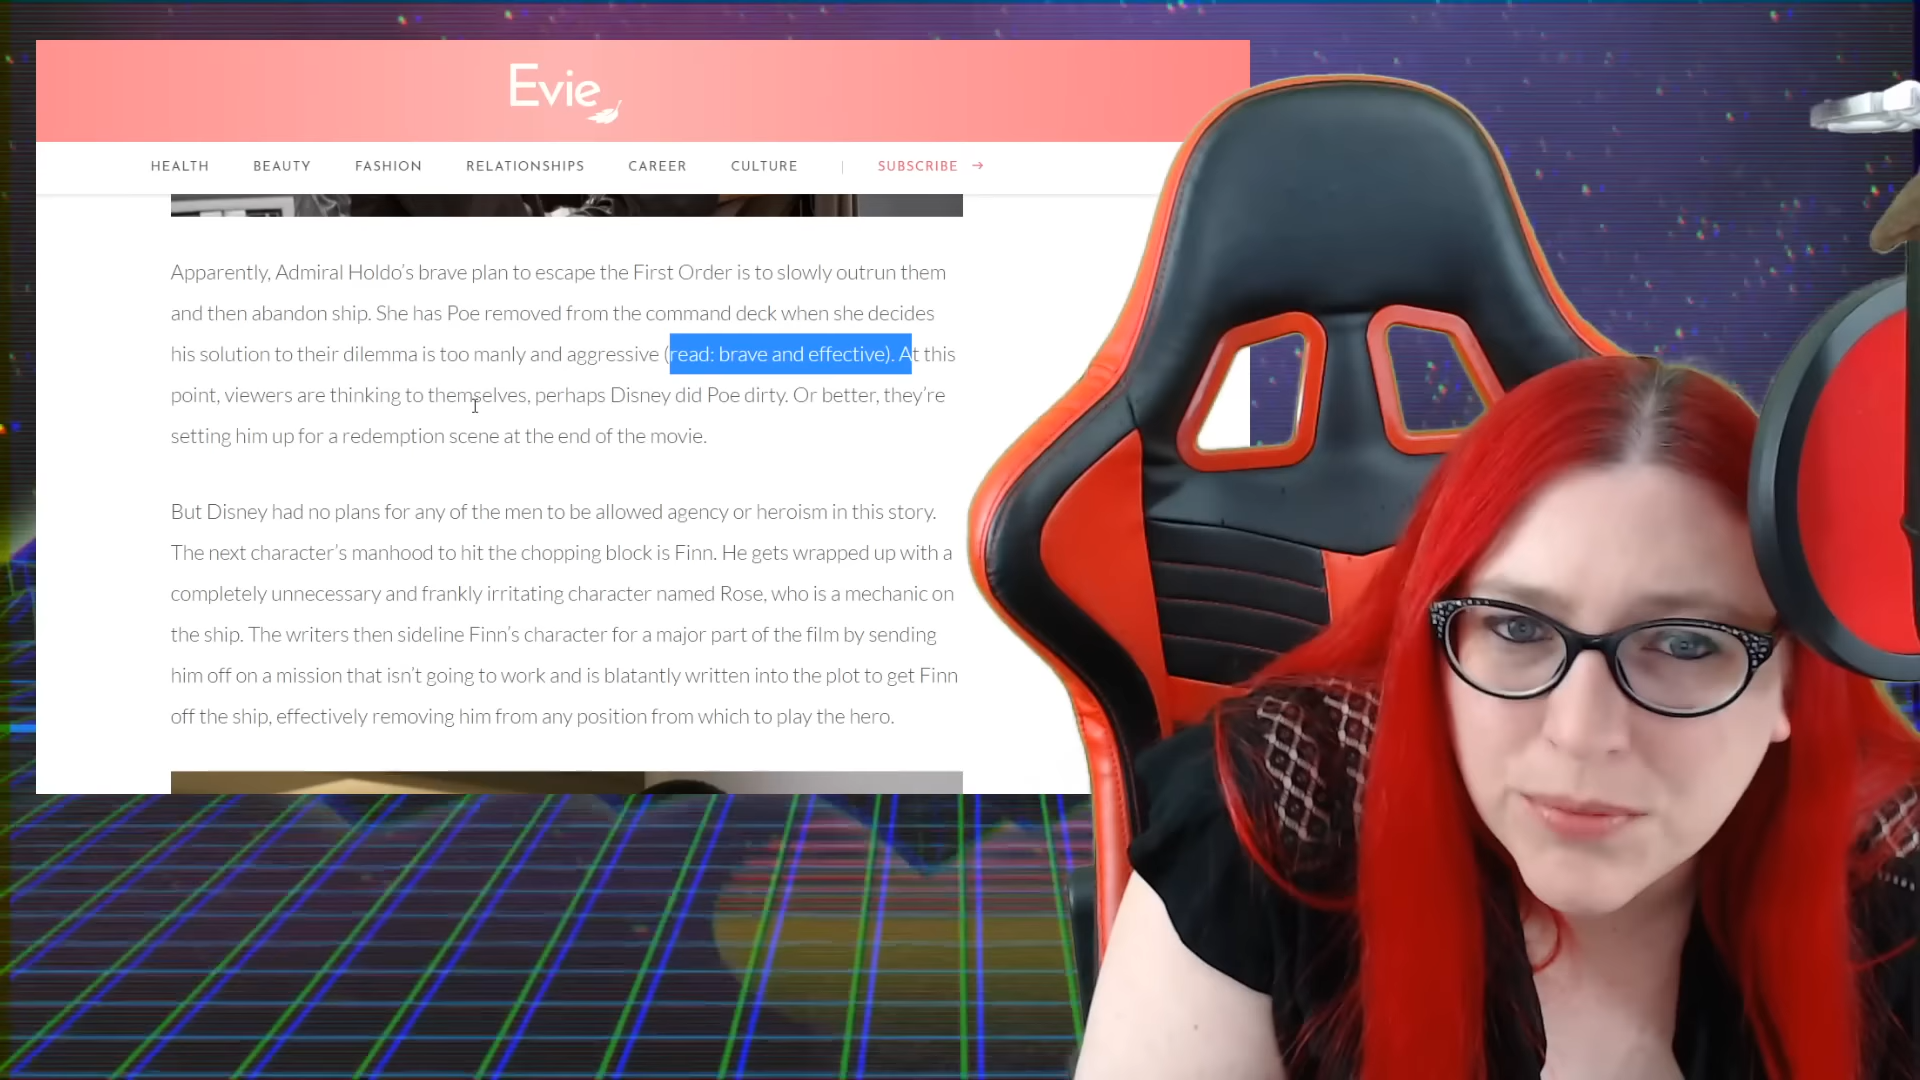 Evie
HEALTH BEAUTY FASHION RELATIONSHIPS CAREER CULTURE | SUBSCRIBE →
Apparently, Admiral Holdo’s brave plan to escape the First Order is to slowly outrun them
and then abandon ship. She has Poe removed from the command deck when she decides
his solution to their dilemma is too manly and aggressive (read: brave and effective). At this
point, viewers are thinking to themselves, perhaps Disney did Poe dirty. Or better, they’re
setting him up for a redemption scene at the end of the movie.
But Disney had no plans for any of the men to be allowed agency or heroism in this story.
The next character’s manhood to hit the chopping block is Finn. He gets wrapped up with a
completely unnecessary and frankly irritating character named Rose, who is a mechanic on
the ship. The writers then sideline Finn’s character for a major part of the film by sending
him off on a mission that isn’t going to work and is blatantly written into the plot to get Finn
off the ship, effectively removing him from any position from which to play the hero.